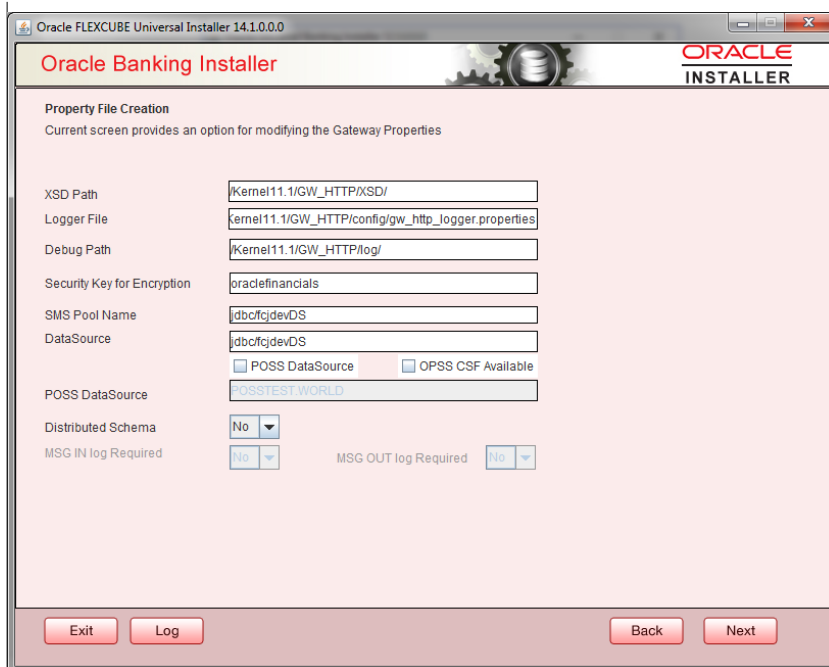 Oracle FLEXCUBE Universal Installer 14.1.0.0.0
Oracle Banking Installer
ORACLE
INSTALLER
Property File Creation
Current screen provides an option for modifying the Gateway Properties
XSD Path /Kernel11.1/GW_HTTP/XSD/
Logger File Kernel11.1/GW_HTTP/config/gw_http_logger.properties
Debug Path /Kernel11.1/GW_HTTP/log/
Security Key for Encryption oraclefinancials
SMS Pool Name jdbc/fcjdevDS
DataSource jdbc/fcjdevDS
POSS DataSource OPSS CSF Available
POSS DataSource POSSTEST.WORLD
Distributed Schema No
MSG IN log Required No MSG OUT log Required No
Exit Log Back Next